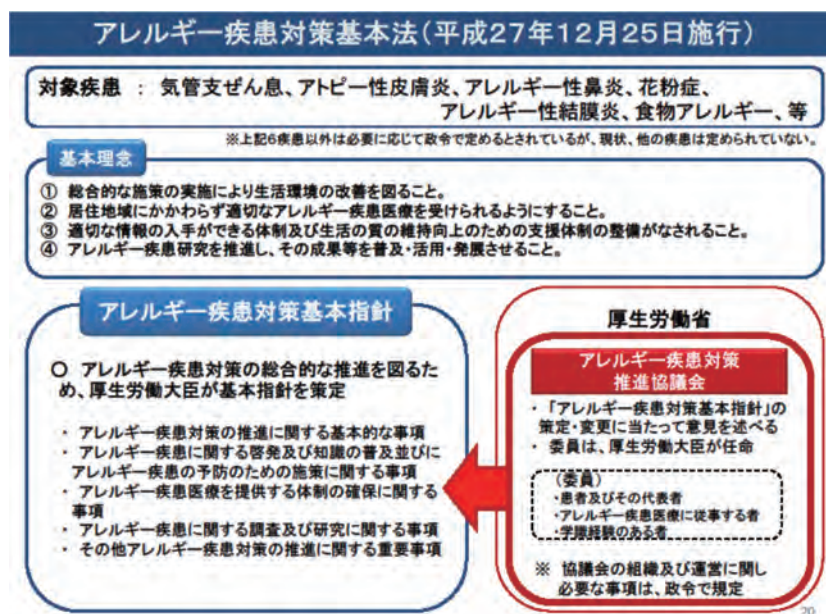 アレルギー疾患対策基本法(平成27年12月25日施行)
対象疾患 : 気管支ぜん息、アトピー性皮膚炎、アレルギー性鼻炎、花粉症、
アレルギー性結膜炎、食物アレルギー、等
※上記6疾患以外は必要に応じて政令で定めるとされているが、現状、他の疾患は定められていない。
基本理念
① 総合的な施策の実施により生活環境の改善を図ること。
② 居住地域にかかわらず適切なアレルギー疾患医療を受けられるようにすること。
③ 適切な情報の入手ができる体制及び生活の質の維持向上のための支援体制の整備がなされること。
④ アレルギー疾患研究を推進し、その成果等を普及・活用・発展させること。
アレルギー疾患対策基本指針
○ アレルギー疾患対策の総合的な推進を図るた
め、厚生労働大臣が基本指針を策定
・ アレルギー疾患対策の推進に関する基本的な事項
・ アレルギー疾患に関する啓発及び知識の普及並びに
アレルギー疾患の予防のための施策に関する事項
・ アレルギー疾患医療を提供する体制の確保に関する
事項
・ アレルギー疾患に関する調査及び研究に関する事項
・ その他アレルギー疾患対策の推進に関する重要事項
厚生労働省
アレルギー疾患対策
推進協議会
・ 「アレルギー疾患対策基本指針」の
策定・変更に当たって意見を述べる
・ 委員は、厚生労働大臣が任命
(委員)
・患者及びその代表者
・アレルギー疾患医療に従事する者
・学識経験のある者
※ 協議会の組織及び運営に関し
必要な事項は、政令で規定
20